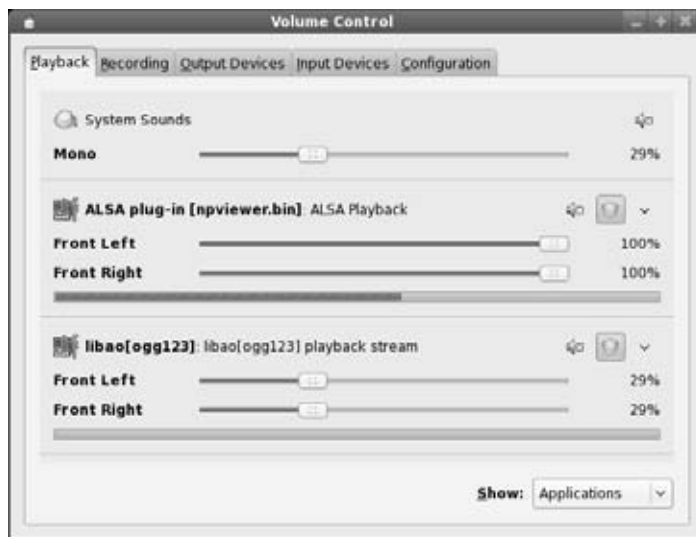 Volume Control
Playback Recording Output Devices Input Devices Configuration
System Sounds
Mono 29%
ALSA plug-in [npviewer.bin]: ALSA Playback
Front Left 100%
Front Right 100%
libao[ogg123]: libao[ogg123] playback stream
Front Left 29%
Front Right 29%
Show: Applications